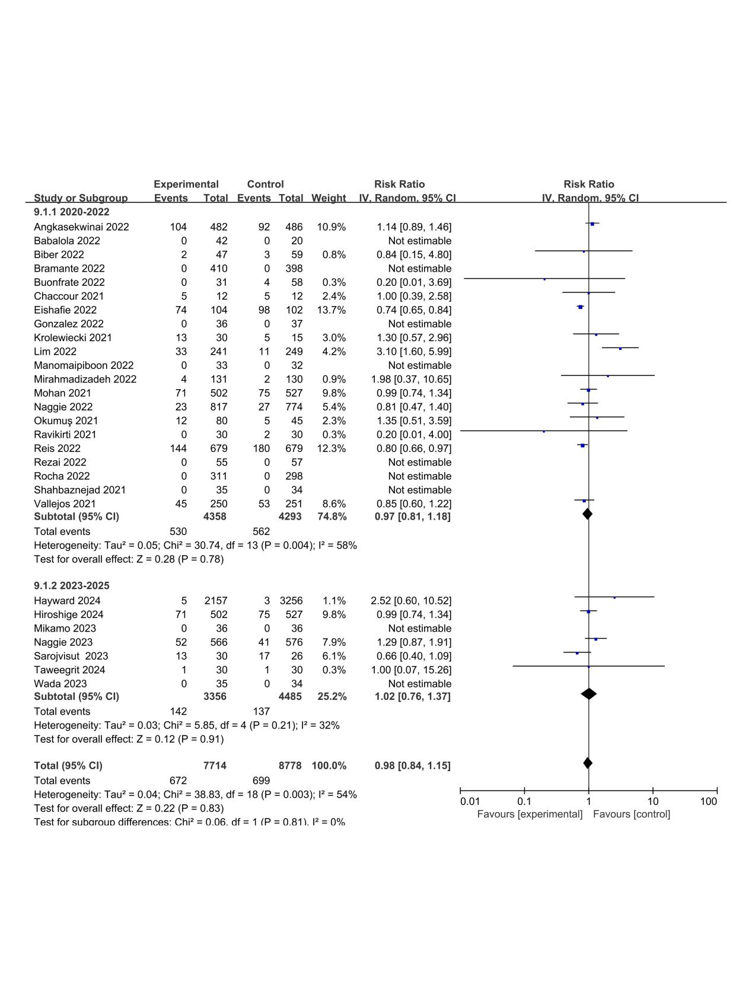 Experimental Control Risk Ratio Risk Ratio
Study or Subgroup Events Total Events Total Weight IV, Random, 95% CI IV, Random, 95% CI
9.1.1 2020-2022
Angkasekwinai 2022 104 482 92 486 10.9% 1.14 [0.89, 1.46]
Babalola 2022 0 42 0 20 Not estimable
Biber 2022 2 47 3 59 0.8% 0.84 [0.15, 4.80]
Bramante 2022 0 410 0 398 Not estimable
Buonfrate 2022 0 31 4 58 0.3% 0.20 [0.01, 3.69]
Chaccour 2021 5 12 5 12 2.4% 1.00 [0.39, 2.58]
Eishafie 2022 74 104 98 102 13.7% 0.74 [0.65, 0.84]
Gonzalez 2022 0 36 0 37 Not estimable
Krolewiecki 2021 13 30 5 15 3.0% 1.30 [0.57, 2.96]
Lim 2022 33 241 11 249 4.2% 3.10 [1.60, 5.99]
Manomaipiboon 2022 0 33 0 32 Not estimable
Mirahmadizadeh 2022 4 131 2 130 0.9% 1.98 [0.37, 10.65]
Mohan 2021 71 502 75 527 9.8% 0.99 [0.74, 1.34]
Naggie 2022 23 817 27 774 5.4% 0.81 [0.47, 1.40]
Okumuş 2021 12 80 5 45 2.3% 1.35 [0.51, 3.59]
Ravikirti 2021 0 30 2 30 0.3% 0.20 [0.01, 4.00]
Reis 2022 144 679 180 679 12.3% 0.80 [0.66, 0.97]
Rezai 2022 0 55 0 57 Not estimable
Rocha 2022 0 311 0 298 Not estimable
Shahbaznejad 2021 0 35 0 34 Not estimable
Vallejos 2021 45 250 53 251 8.6% 0.85 [0.60, 1.22]
Subtotal (95% CI) 4358 4293 74.8% 0.97 [0.81, 1.18]
Total events 530 562
Heterogeneity: Tau² = 0.05; Chi² = 30.74, df = 13 (P = 0.004); I² = 58%
Test for overall effect: Z = 0.28 (P = 0.78)
9.1.2 2023-2025
Hayward 2024 5 2157 3 3256 1.1% 2.52 [0.60, 10.52]
Hiroshige 2024 71 502 75 527 9.8% 0.99 [0.74, 1.34]
Mikamo 2023 0 36 0 36 Not estimable
Naggie 2023 52 566 41 576 7.9% 1.29 [0.87, 1.91]
Sarojvisut 2023 13 30 17 26 6.1% 0.66 [0.40, 1.09]
Taweegrit 2024 1 30 1 30 0.3% 1.00 [0.07, 15.26]
Wada 2023 0 35 0 34 Not estimable
Subtotal (95% CI) 3356 4485 25.2% 1.02 [0.76, 1.37]
Total events 142 137
Heterogeneity: Tau² = 0.03; Chi² = 5.85, df = 4 (P = 0.21); I² = 32%
Test for overall effect: Z = 0.12 (P = 0.91)
Total (95% CI) 7714 8778 100.0% 0.98 [0.84, 1.15]
Total events 672 699
Heterogeneity: Tau² = 0.04; Chi² = 38.83, df = 18 (P = 0.003); I² = 54%
Test for overall effect: Z = 0.22 (P = 0.83)
Test for subgroup differences: Chi² = 0.06, df = 1 (P = 0.81), I² = 0%
0.01 0.1 1 10 100
Favours [experimental] Favours [control]